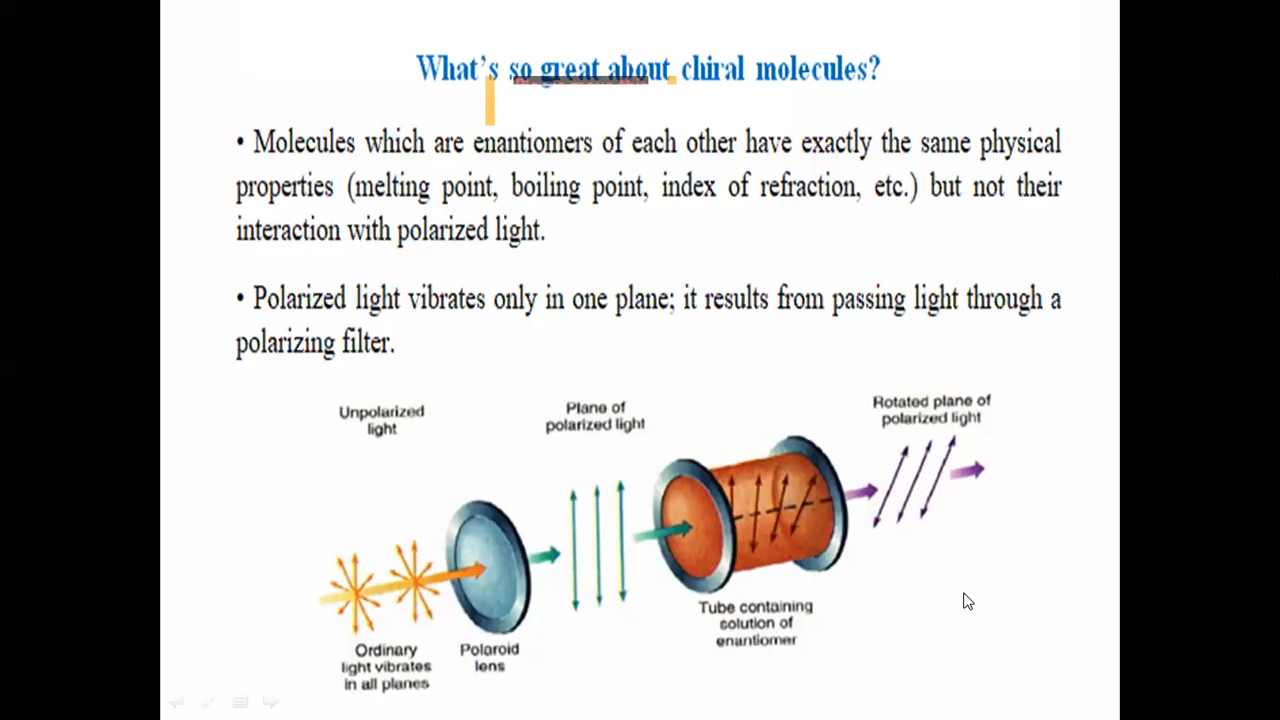 What's so great about chiral molecules?
• Molecules which are enantiomers of each other have exactly the same physical
properties (melting point, boiling point, index of refraction, etc.) but not their
interaction with polarized light.
• Polarized light vibrates only in one plane; it results from passing light through a
polarizing filter.
Unpolarized
light
Plane of
polarized light
Rotated plane of
polarized light
Ordinary
light vibrates
in all planes
Polaroid
lens
Tube containing
solution of
enantiomer